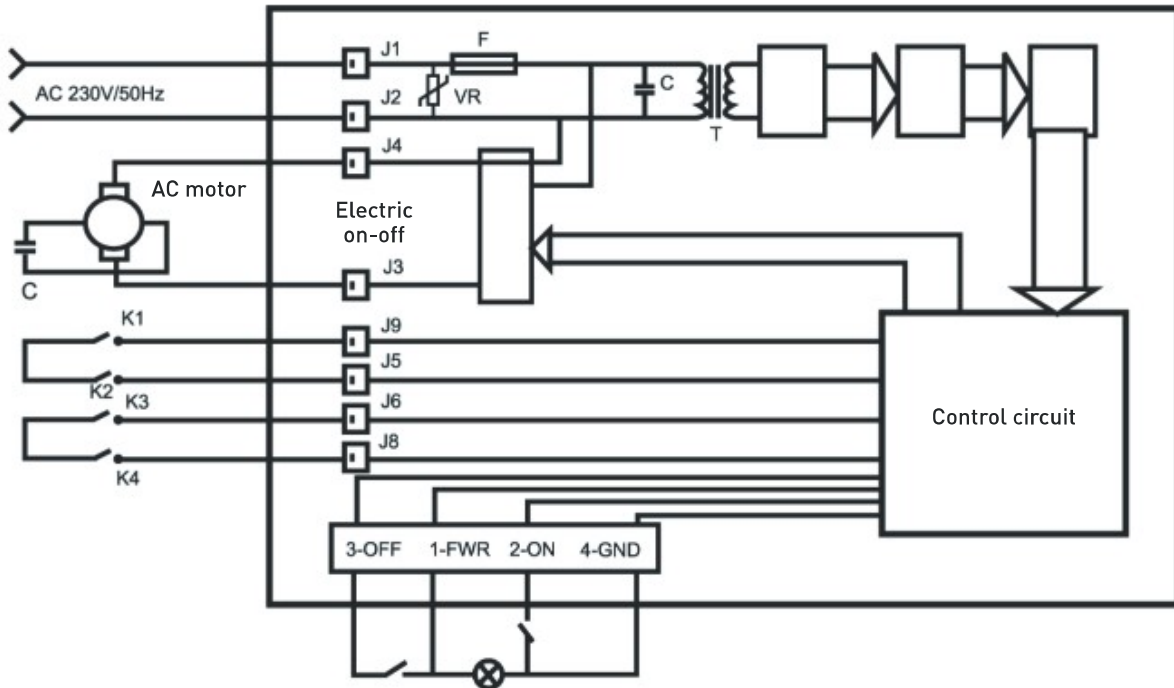 J1
F
AC 230V/50Hz
J2
VR
C
T
J4
AC motor
Electric
on-off
J3
C
K1
J9
K2
K3
J5
J6
K4
J8
Control circuit
3-OFF 1-FWR 2-ON 4-GND